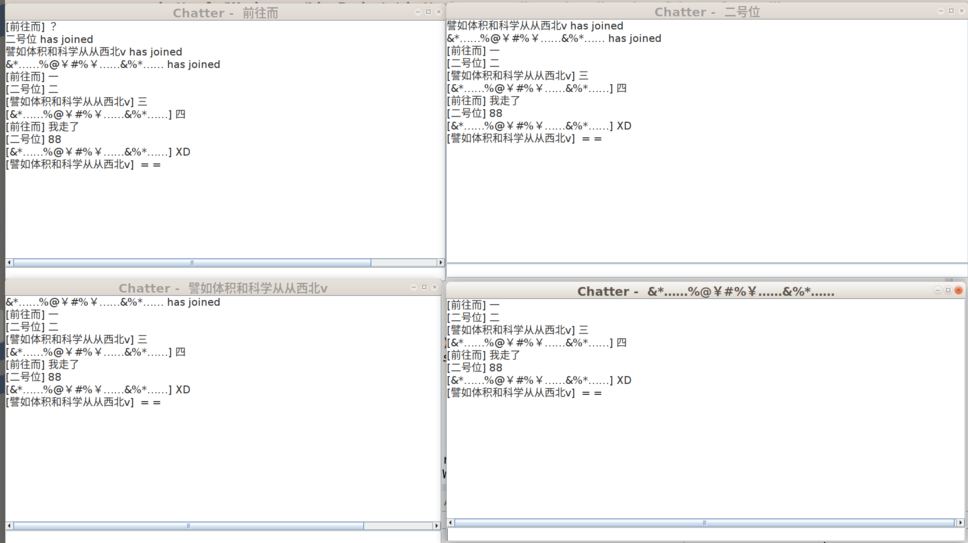 Chatter - 前往而
[前往而] ？
二号位 has joined
譬如体积和科学从从西北v has joined
&*……%@￥#%￥……&%*…… has joined
[前往而] 一
[二号位] 二
[譬如体积和科学从从西北v] 三
[&*……%@￥#%￥……&%*……] 四
[前往而] 我走了
[二号位] 88
[&*……%@￥#%￥……&%*……] XD
[譬如体积和科学从从西北v] = =
Chatter - 二号位
譬如体积和科学从从西北v has joined
&*……%@￥#%￥……&%*…… has joined
[前往而] 一
[二号位] 二
[譬如体积和科学从从西北v] 三
[&*……%@￥#%￥……&%*……] 四
[前往而] 我走了
[二号位] 88
[&*……%@￥#%￥……&%*……] XD
[譬如体积和科学从从西北v] = =
Chatter - 譬如体积和科学从从西北v
&*……%@￥#%￥……&%*…… has joined
[前往而] 一
[二号位] 二
[譬如体积和科学从从西北v] 三
[&*……%@￥#%￥……&%*……] 四
[前往而] 我走了
[二号位] 88
[&*……%@￥#%￥……&%*……] XD
[譬如体积和科学从从西北v] = =
Chatter - &*……%@￥#%￥……&%*……
[前往而] 一
[二号位] 二
[譬如体积和科学从从西北v] 三
[&*……%@￥#%￥……&%*……] 四
[前往而] 我走了
[二号位] 88
[&*……%@￥#%￥……&%*……] XD
[譬如体积和科学从从西北v] = =